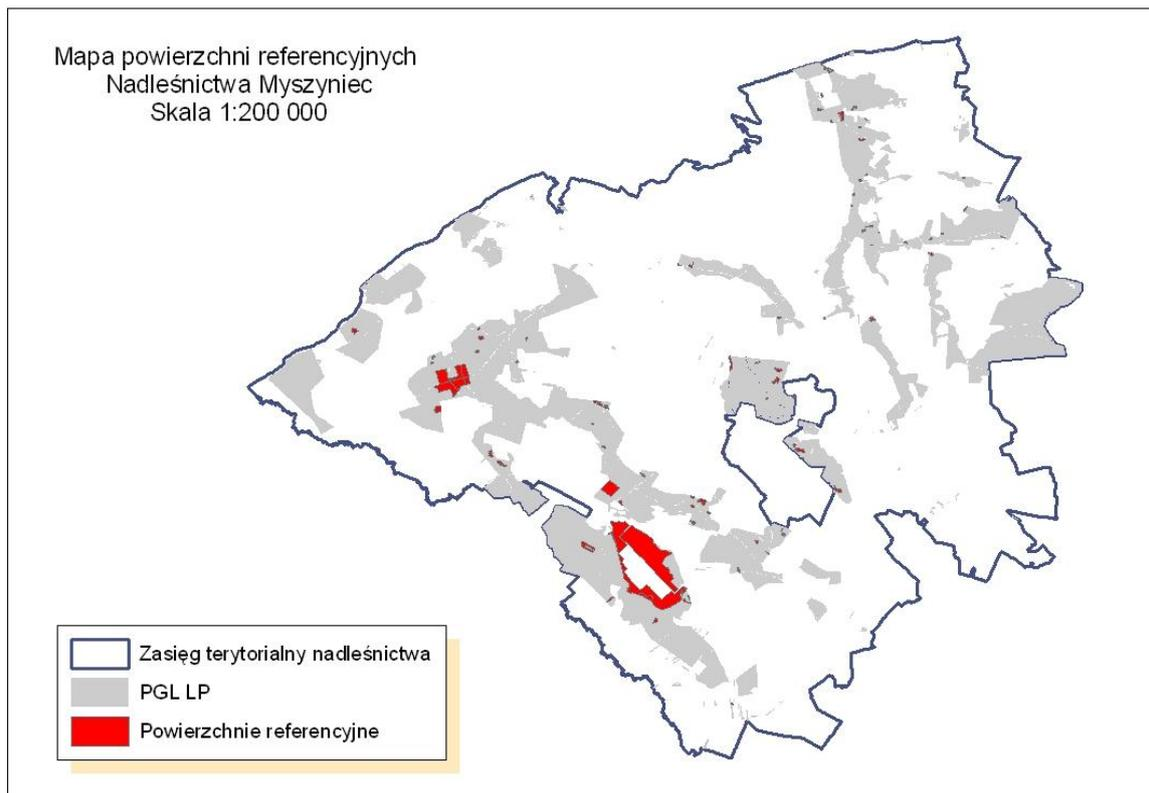 Mapa powierzchni referencyjnych
Nadleśnictwa Myszyniec
Skala 1:200 000
Zasięg terytorialny nadleśnictwa
PGL LP
Powierzchnie referencyjne